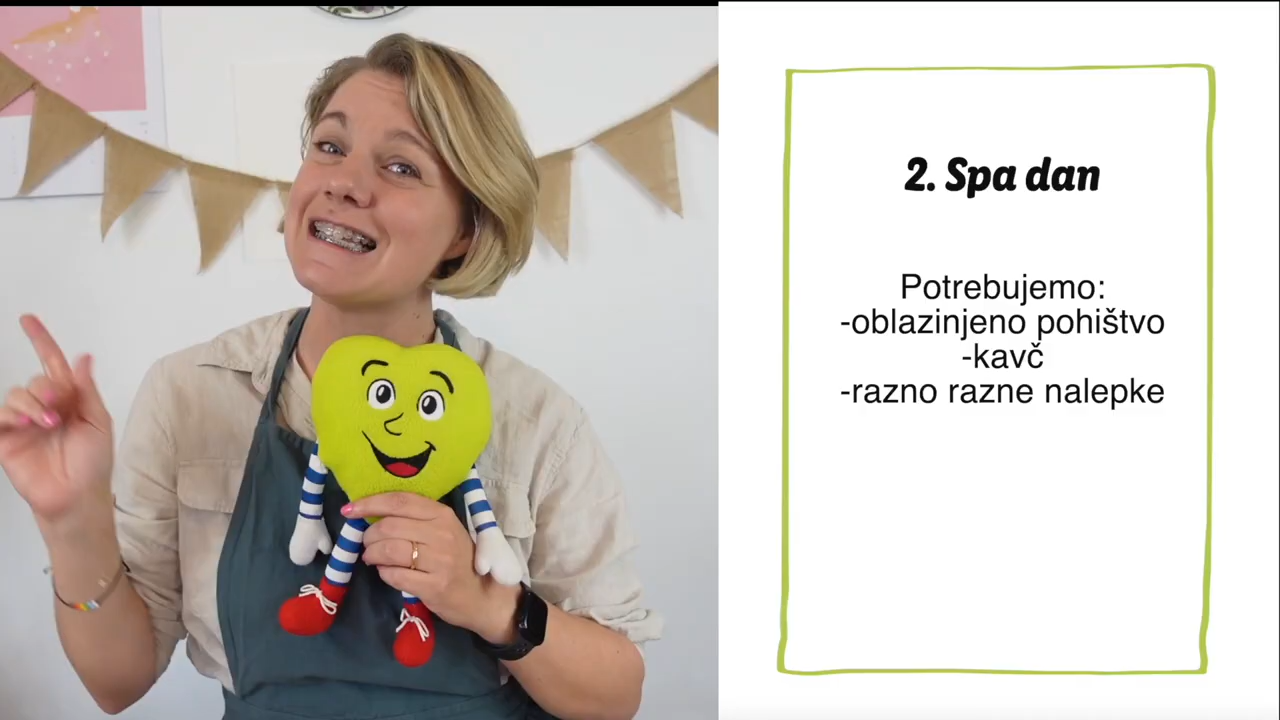 2. Spa dan
Potrebujemo:
-oblazinjeno pohištvo
-kavč
-razno razne nalepke